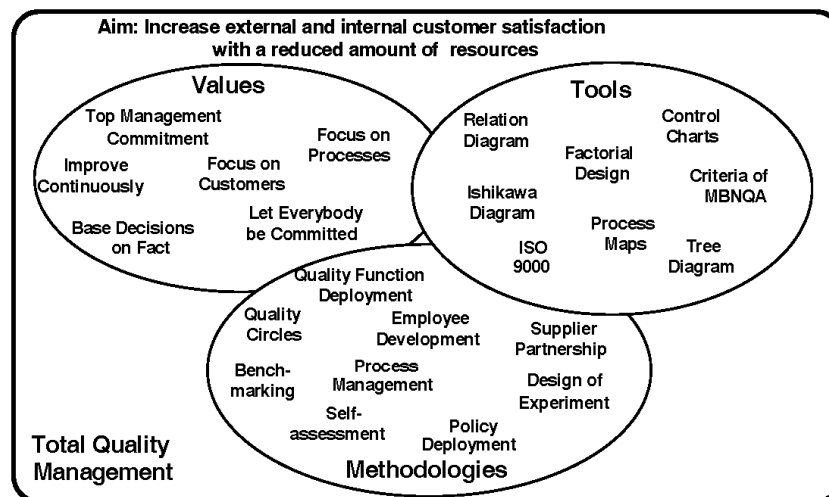 Aim: Increase external and internal customer satisfaction
with a reduced amount of resources
Values
Top Management
Commitment
Focus on
Processes
Improve
Continuously
Focus on
Customers
Base Decisions
on Fact
Let Everybody
be Committed
Tools
Relation
Diagram
Control
Charts
Factorial
Design
Criteria of
MBNQA
Ishikawa
Diagram
Process
Maps
ISO
9000
Tree
Diagram
Quality Function
Deployment
Quality
Circles
Employee
Development
Supplier
Partnership
Bench-
marking
Process
Management
Design of
Experiment
Self-
assessment
Policy
Deployment
Methodologies
Total Quality
Management